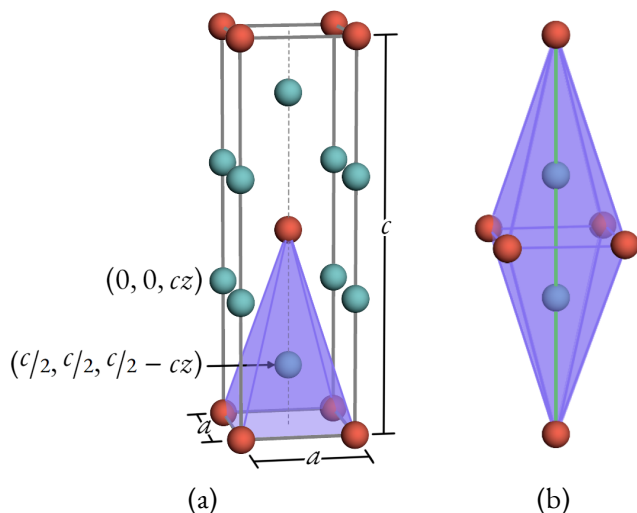 c
(0, 0, cz)
(c/2, c/2, c/2 − cz)
a
a
(a)
(b)